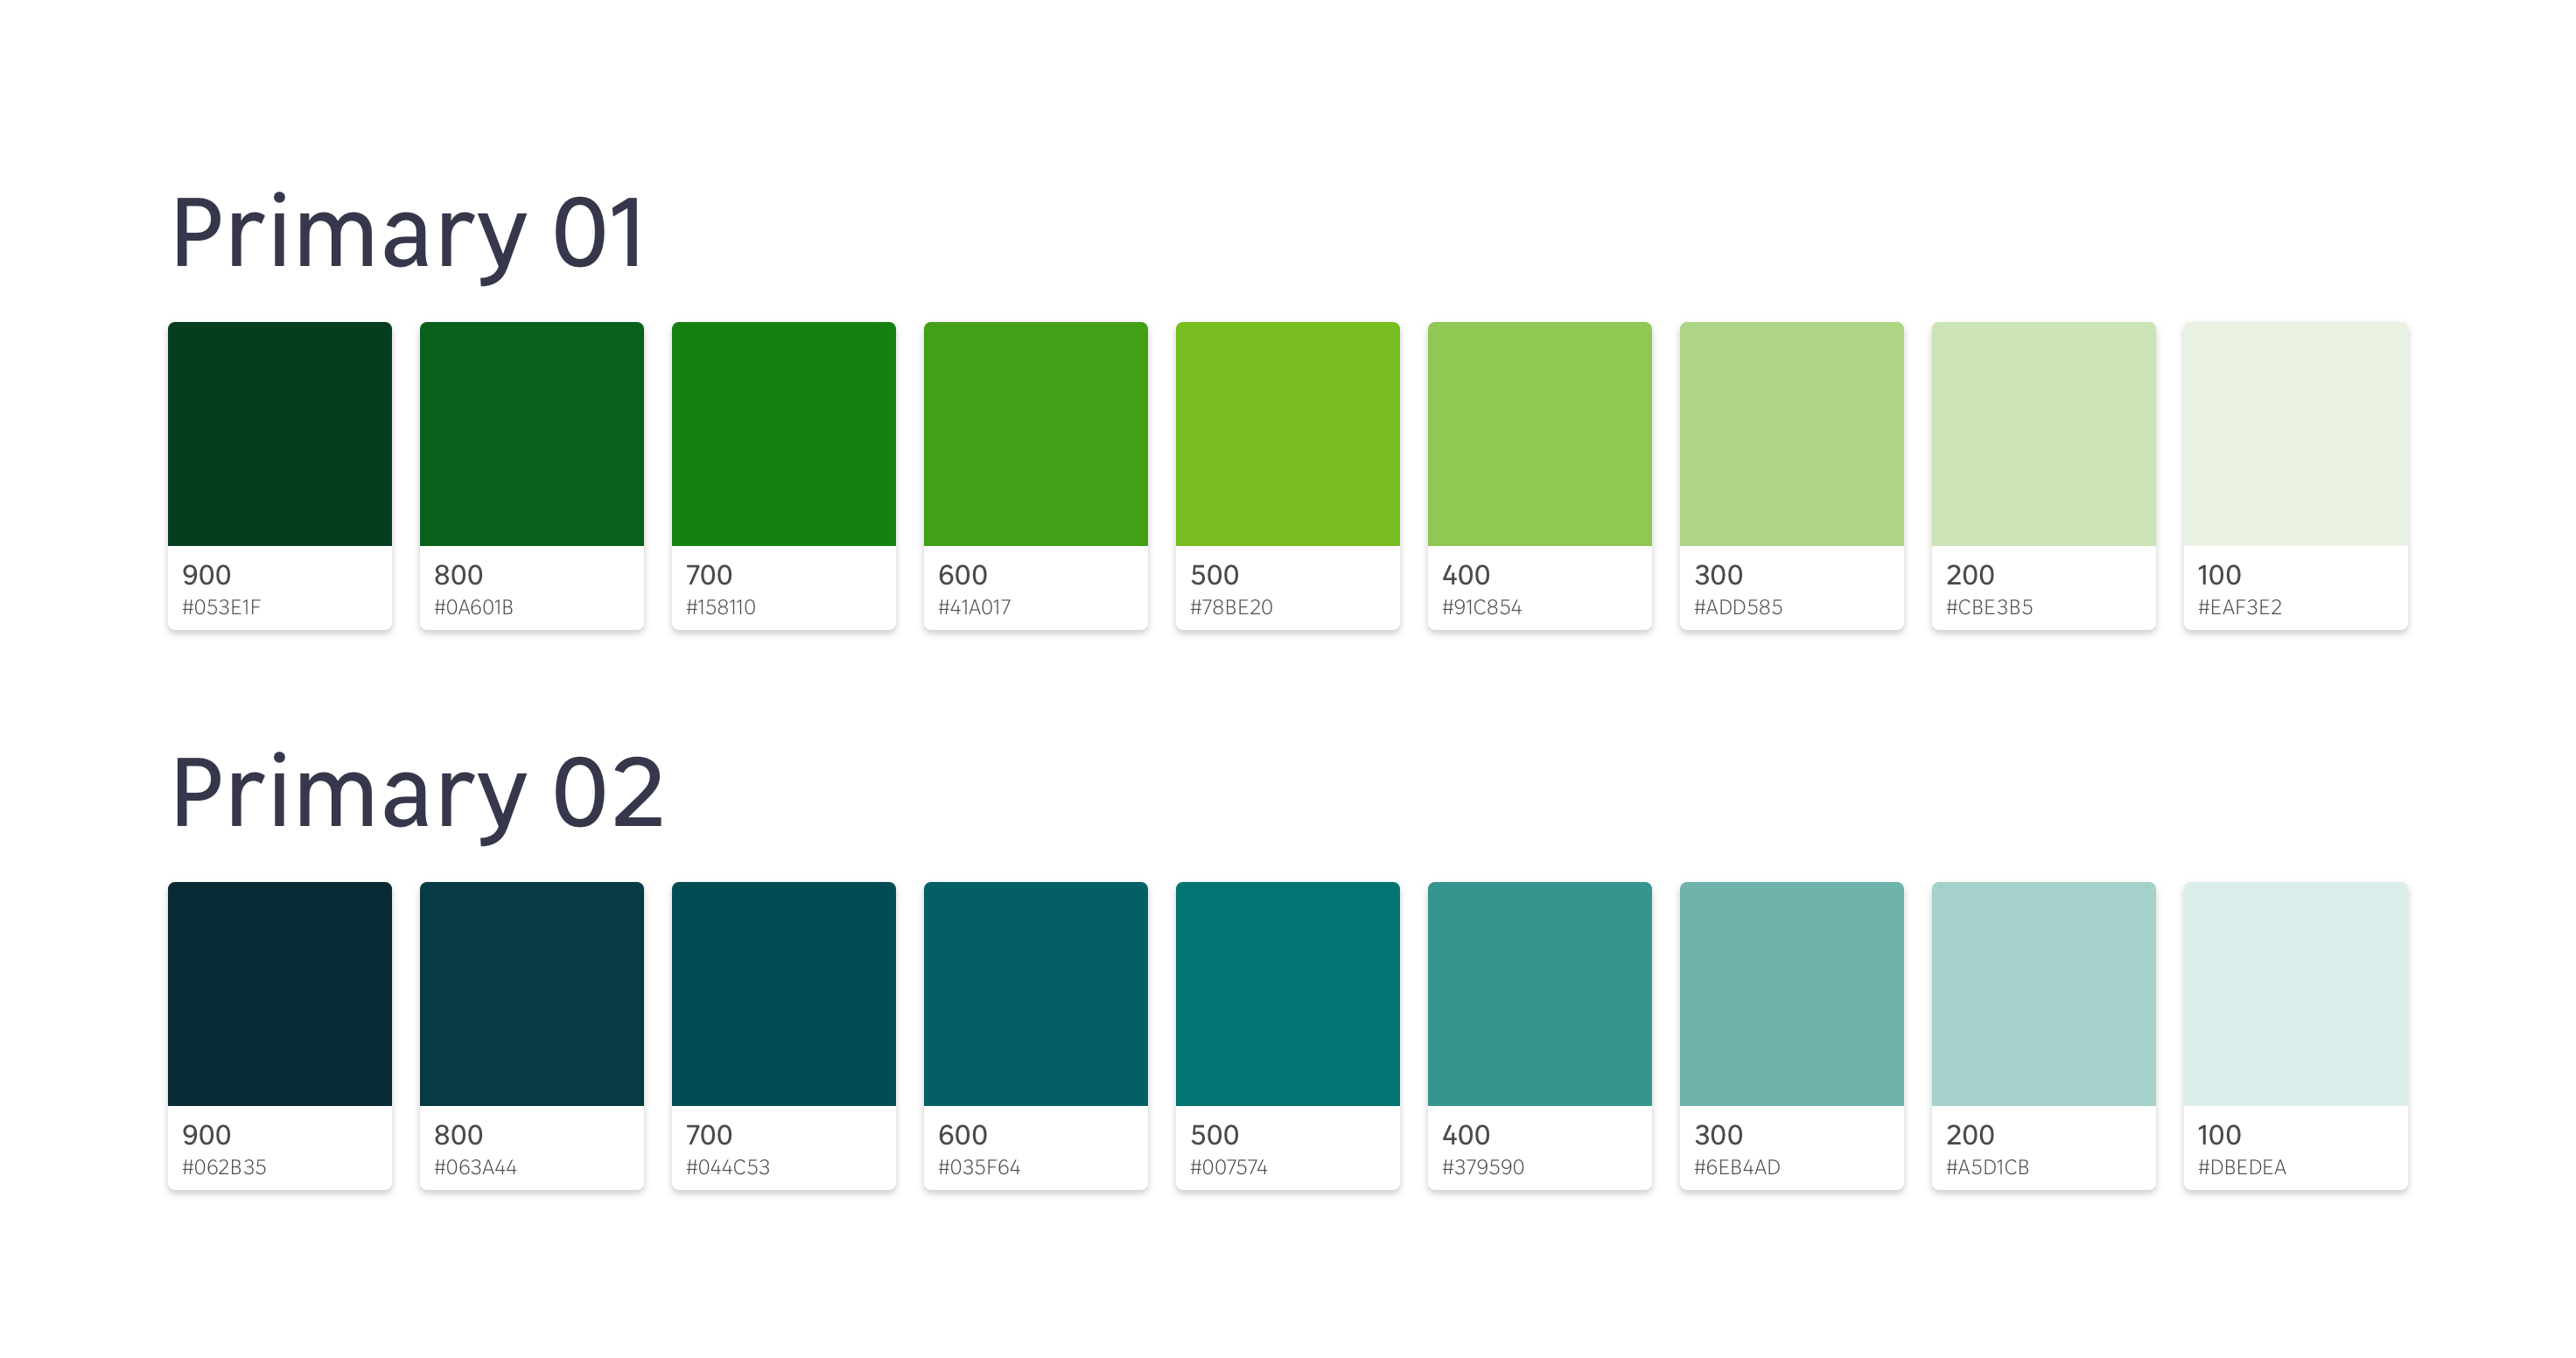 Primary 01
900 800 700 600 500 400 300 200 100
#053E1F #0A601B #158110 #41A017 #78BE20 #91C854 #ADD585 #CBE3B5 #EAF3E2
Primary 02
900 800 700 600 500 400 300 200 100
#062B35 #063A44 #044C53 #035F64 #007574 #379590 #6EB4AD #A5D1CB #DBEDEA